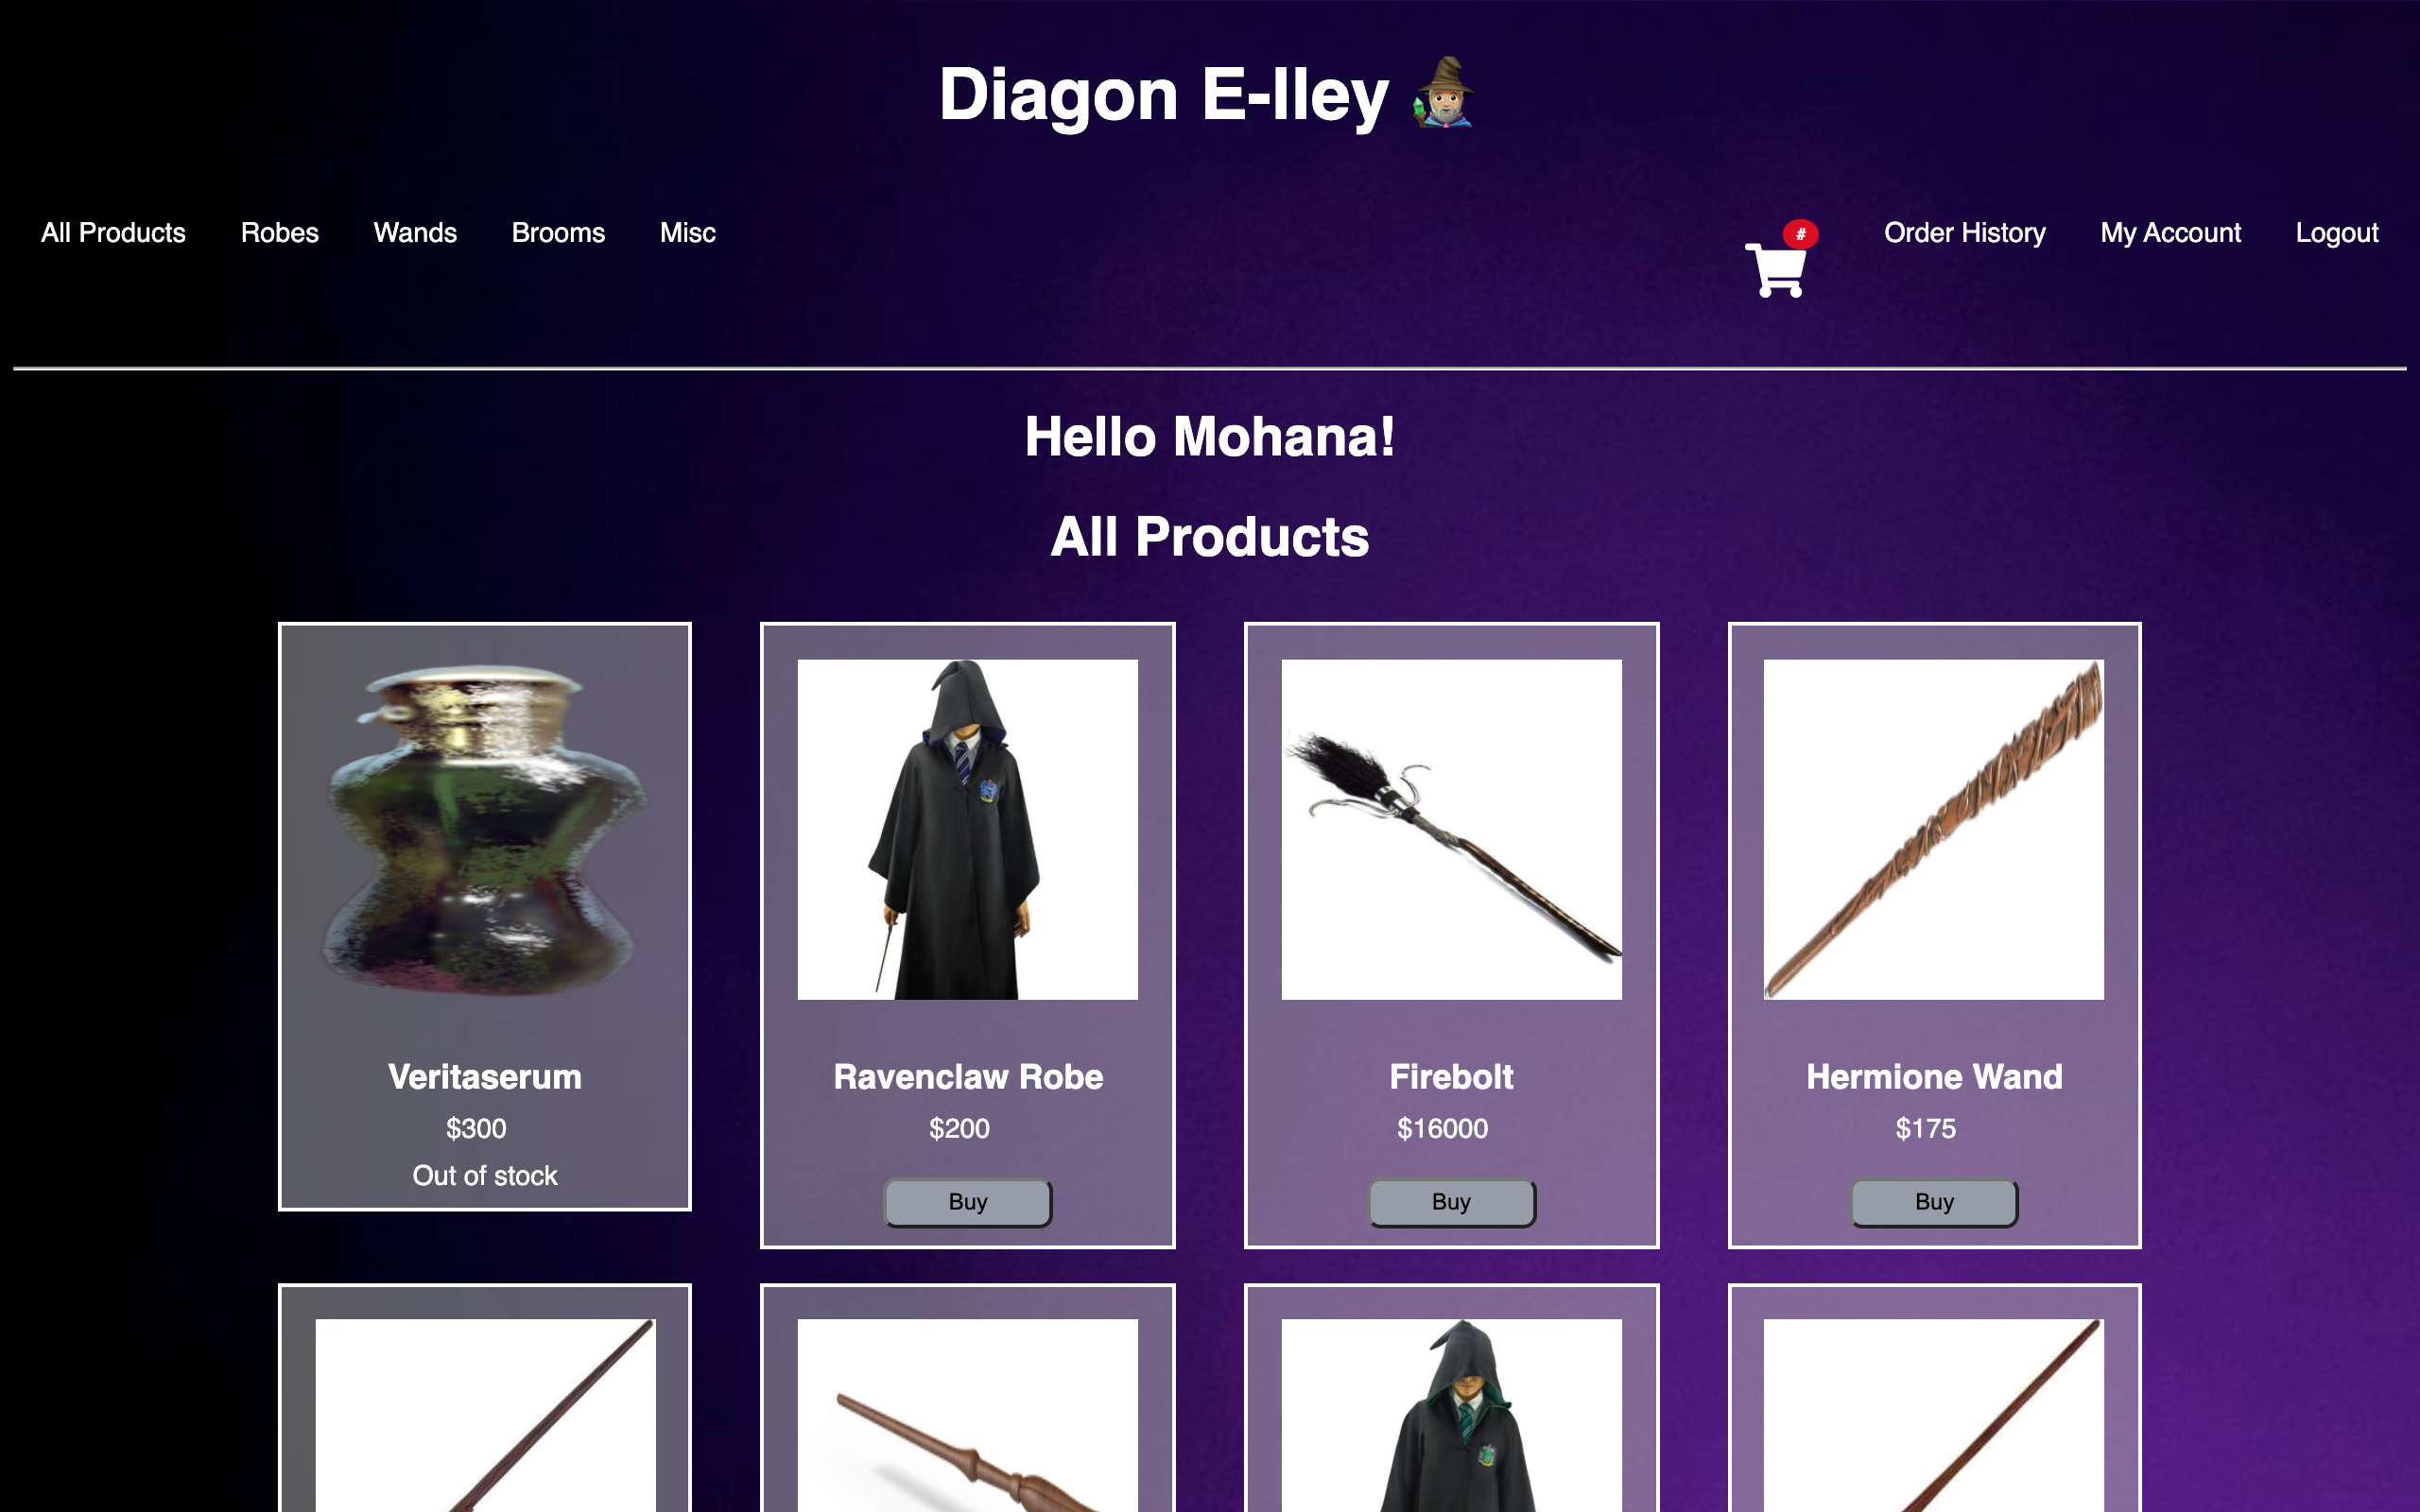 Diagon E-lley
All Products Robes Wands Brooms Misc # Order History My Account Logout
Hello Mohana!
All Products
Veritaserum
$300
Out of stock
Ravenclaw Robe
$200
Buy
Firebolt
$16000
Buy
Hermione Wand
$175
Buy